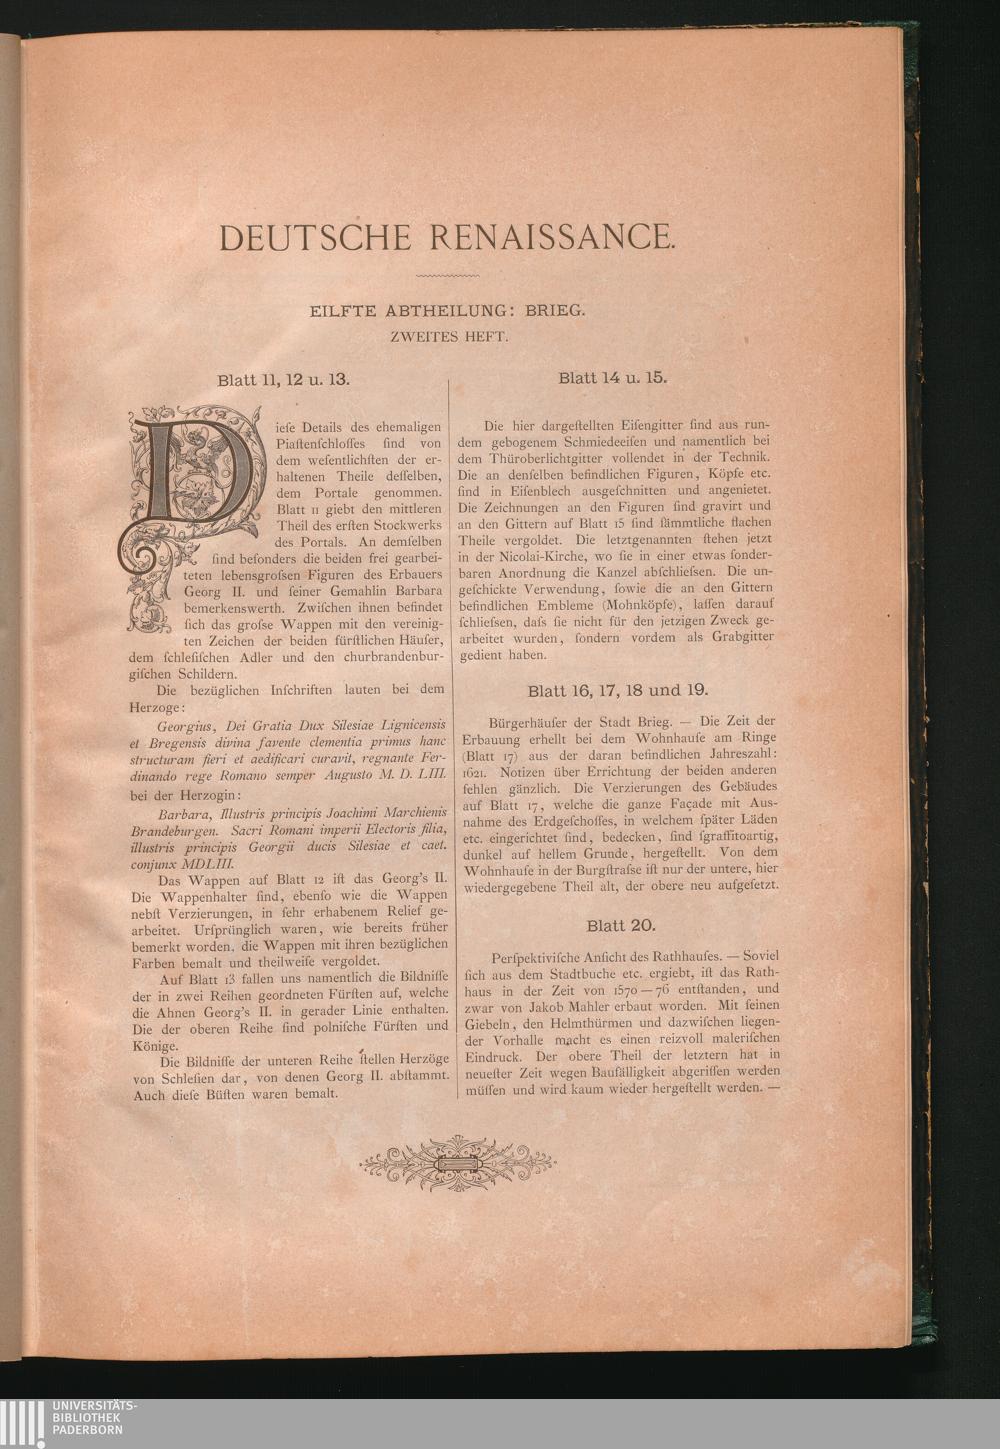 DEUTSCHE RENAISSANCE.
EILFTE ABTHEILUNG: BRIEG.
ZWEITES HEFT.
Blatt 11, 12 u. 13.
Dieſe Details des ehemaligen
Piaſtenſchloſſes ſind von
dem weſentlichſten der er-
haltenen Theile deſſelben,
dem Portale genommen.
Blatt 11 giebt den mittleren
Theil des erſten Stockwerks
des Portals. An demſelben
ſind beſonders die beiden frei gearbei-
teten lebensgroſsen Figuren des Erbauers
Georg II. und ſeiner Gemahlin Barbara
bemerkenswerth. Zwiſchen ihnen befindet
ſich das groſse Wappen mit den vereinig-
ten Zeichen der beiden fürſtlichen Häuſer,
dem ſchleſiſchen Adler und den churbrandenbur-
giſchen Schildern.
Die bezüglichen Inſchriften lauten bei dem
Herzoge:
Georgius, Dei Gratia Dux Silesiae Lignicensis
et Bregensis divina favente clementia primus hanc
structuram fieri et aedificari curavit, regnante Fer-
dinando rege Romano semper Augusto M. D. LIII.
bei der Herzogin:
Barbara, Illustris principis Joachimi Marchienis
Brandeburgen. Sacri Romani imperii Electoris filia,
illustris principis Georgii ducis Silesiae et caet.
conjunx MDLIII.
Das Wappen auf Blatt 12 iſt das Georg's II.
Die Wappenhalter ſind, ebenſo wie die Wappen
nebſt Verzierungen, in ſehr erhabenem Relief ge-
arbeitet. Urſprünglich waren, wie bereits früher
bemerkt worden, die Wappen mit ihren bezüglichen
Farben bemalt und theilweiſe vergoldet.
Auf Blatt 13 fallen uns namentlich die Bildniſſe
der in zwei Reihen geordneten Fürſten auf, welche
die Ahnen Georg's II. in gerader Linie enthalten.
Die der oberen Reihe ſind polniſche Fürſten und
Könige.
Die Bildniſſe der unteren Reihe ſtellen Herzöge
von Schleſien dar, von denen Georg II. abſtammt.
Auch dieſe Büſten waren bemalt.
Blatt 14 u. 15.
Die hier dargeſtellten Eiſengitter ſind aus run-
dem gebogenem Schmiedeeiſen und namentlich bei
dem Thüroberlichtgitter vollendet in der Technik.
Die an denſelben befindlichen Figuren, Köpfe etc.
ſind in Eiſenblech ausgeſchnitten und angenietet.
Die Zeichnungen an den Figuren ſind gravirt und
an den Gittern auf Blatt 15 ſind ſämmtliche flachen
Theile vergoldet. Die letztgenannten ſtehen jetzt
in der Nicolai-Kirche, wo ſie in einer etwas ſonder-
baren Anordnung die Kanzel abſchlieſsen. Die un-
geſchickte Verwendung, ſowie die an den Gittern
befindlichen Embleme (Mohnköpfe), laſſen darauf
ſchlieſsen, daſs ſie nicht für den jetzigen Zweck ge-
arbeitet wurden, ſondern vordem als Grabgitter
gedient haben.
Blatt 16, 17, 18 und 19.
Bürgerhäuſer der Stadt Brieg. — Die Zeit der
Erbauung erhellt bei dem Wohnhauſe am Ringe
(Blatt 17) aus der daran befindlichen Jahreszahl:
1621. Notizen über Errichtung der beiden anderen
fehlen gänzlich. Die Verzierungen des Gebäudes
auf Blatt 17, welche die ganze Façade mit Aus-
nahme des Erdgeſchoſſes, in welchem ſpäter Läden
etc. eingerichtet ſind, bedecken, ſind ſgraffitoartig,
dunkel auf hellem Grunde, hergeſtellt. Von dem
Wohnhauſe in der Burgſtraſse iſt nur der untere, hier
wiedergegebene Theil alt, der obere neu aufgeſetzt.
Blatt 20.
Perſpektiviſche Anſicht des Rathhauſes. — Soviel
ſich aus dem Stadtbuche etc. ergiebt, iſt das Rath-
haus in der Zeit von 1570—76 entſtanden, und
zwar von Jakob Mahler erbaut worden. Mit ſeinen
Giebeln, den Helmthürmen und dazwiſchen liegen-
der Vorhalle macht es einen reizvoll maleriſchen
Eindruck. Der obere Theil der letztern hat in
neueſter Zeit wegen Baufälligkeit abgeriſſen werden
müſſen und wird kaum wieder hergeſtellt werden. —
UNIVERSITÄTS-
BIBLIOTHEK
PADERBORN